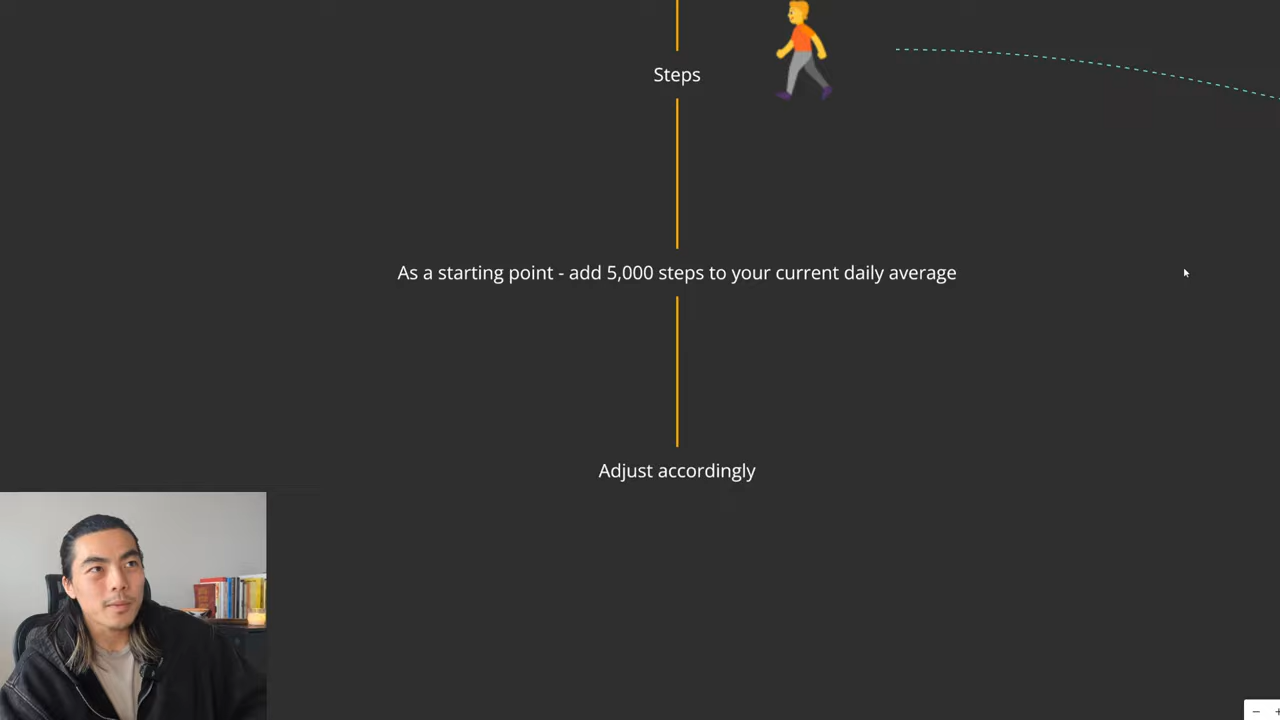 Steps
As a starting point - add 5,000 steps to your current daily average
Adjust accordingly